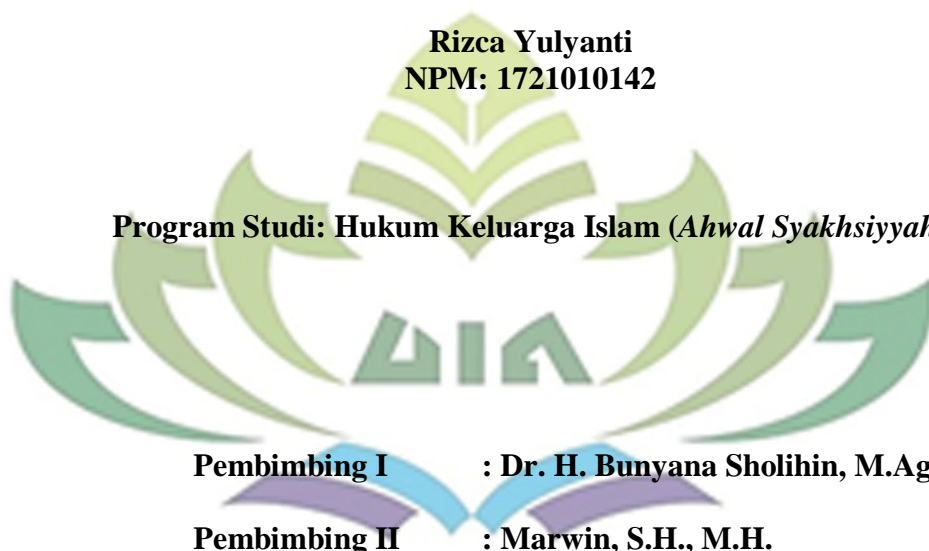 Rizca Yulyanti
NPM: 1721010142
Program Studi: Hukum Keluarga Islam (Ahwal Syakhsiyyah
UIN
Pembimbing I : Dr. H. Bunyana Sholihin, M.Ag
Pembimbing II : Marwin, S.H., M.H.